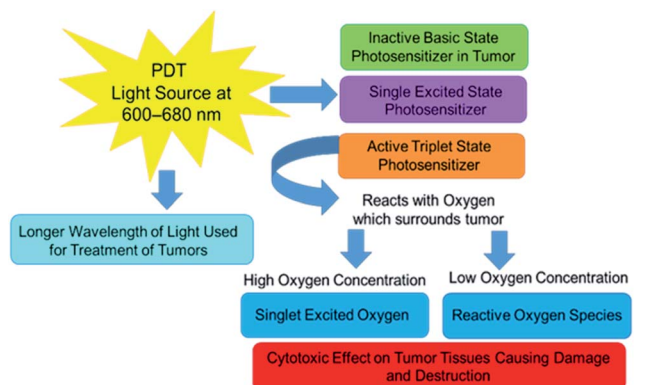 PDT
Light Source at
600–680 nm
Inactive Basic State
Photosensitizer in Tumor
Single Excited State
Photosensitizer
Active Triplet State
Photosensitizer
Reacts with Oxygen
which surrounds tumor
Longer Wavelength of Light Used
for Treatment of Tumors
High Oxygen Concentration
Low Oxygen Concentration
Singlet Excited Oxygen
Reactive Oxygen Species
Cytotoxic Effect on Tumor Tissues Causing Damage
and Destruction